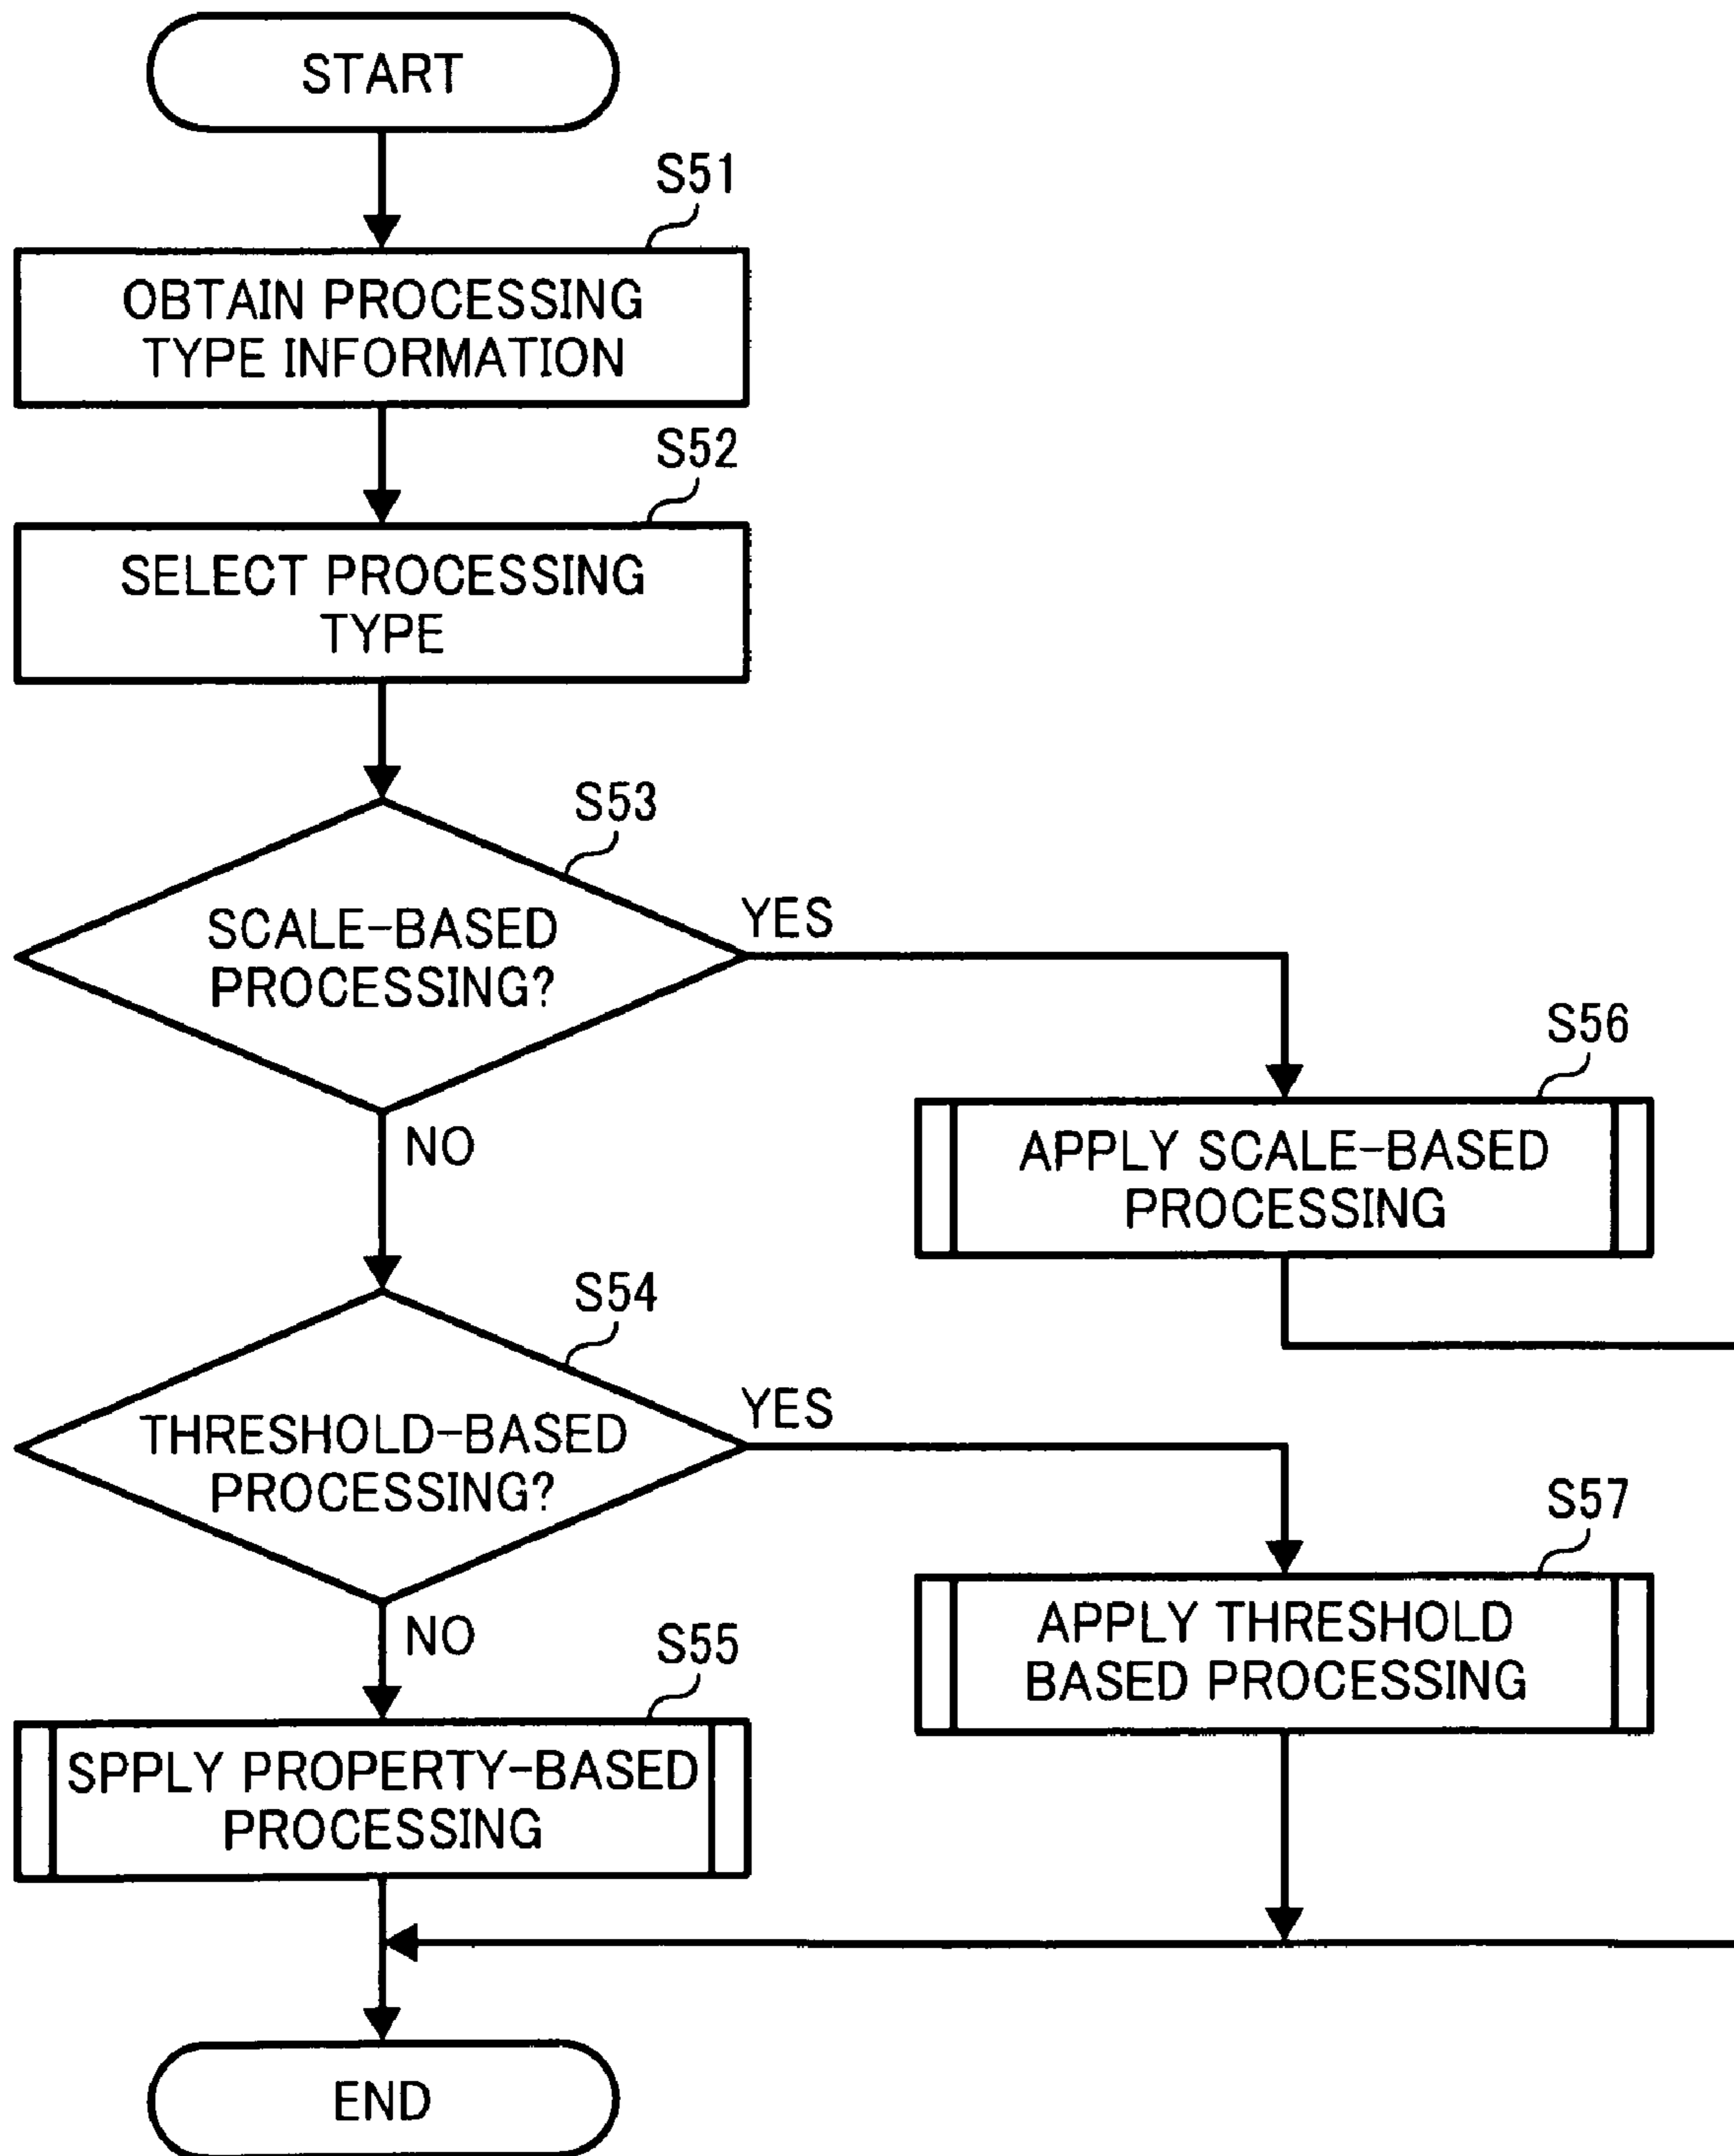 START
S51
OBTAIN PROCESSING
TYPE INFORMATION
S52
SELECT PROCESSING
TYPE
S53
SCALE-BASED
PROCESSING?
YES
NO
S56
APPLY SCALE-BASED
PROCESSING
S54
THRESHOLD-BASED
PROCESSING?
YES
NO
S57
APPLY THRESHOLD
BASED PROCESSING
S55
SPPLY PROPERTY-BASED
PROCESSING
END